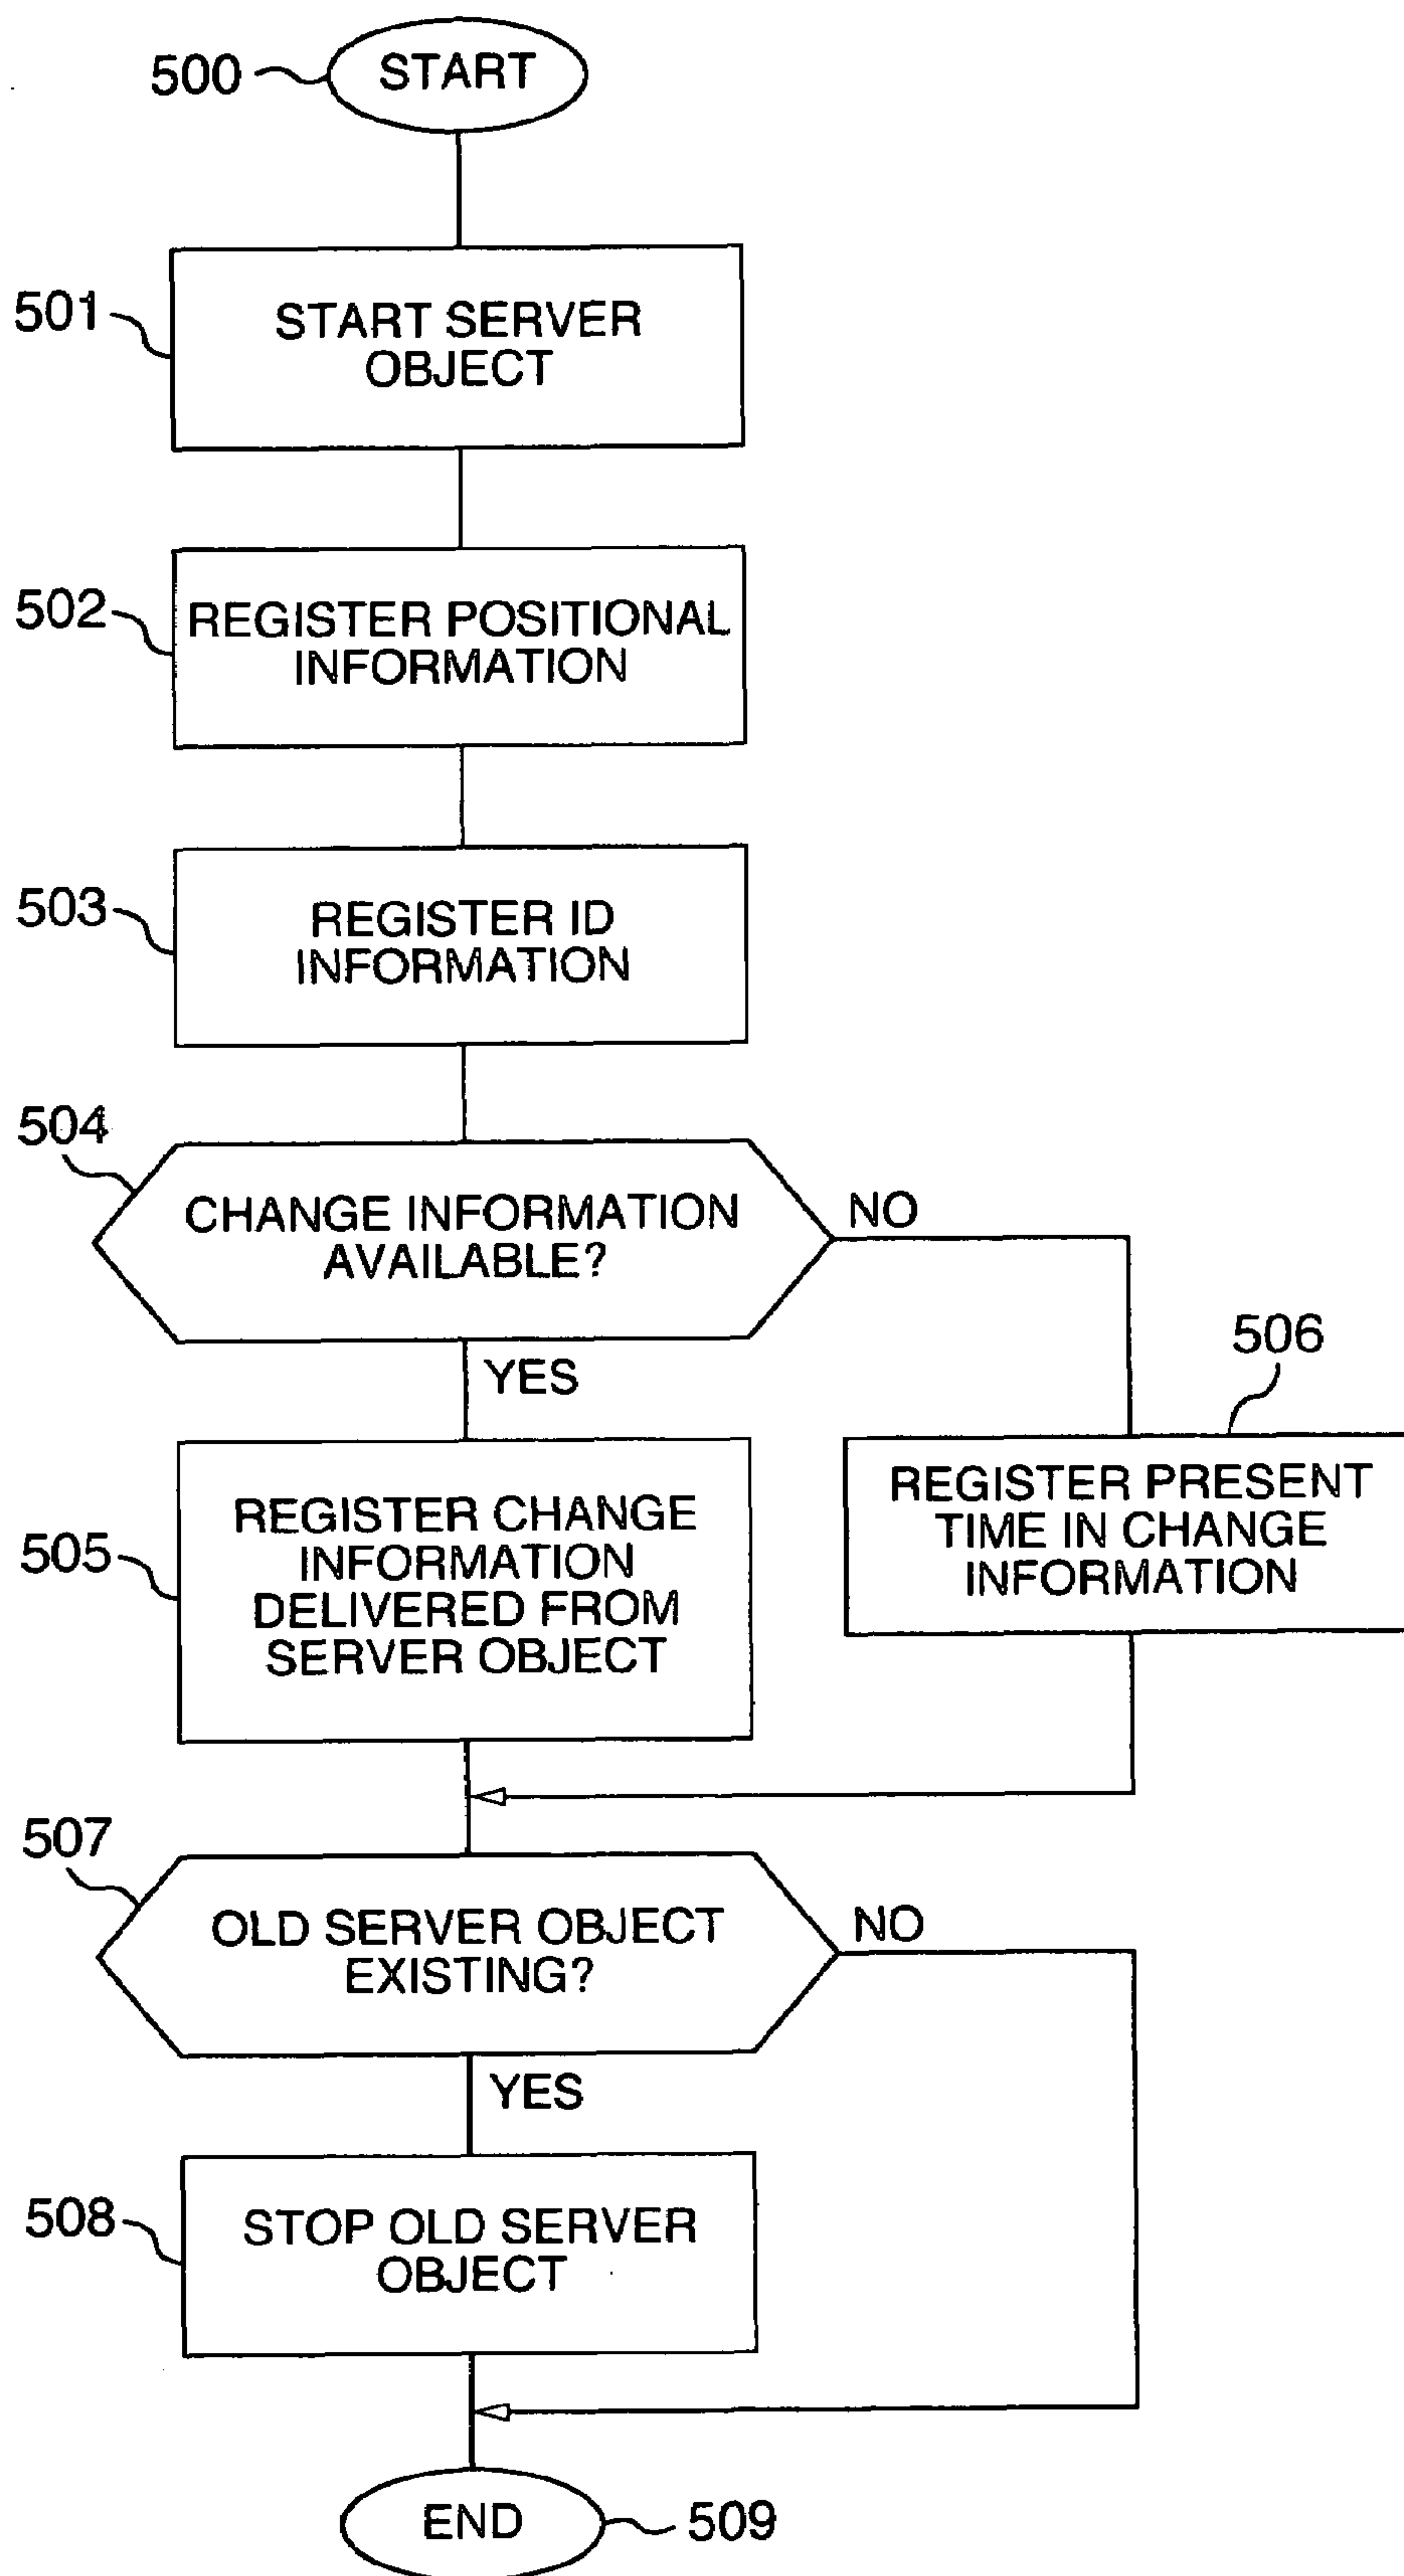 500
START
501
START SERVER
OBJECT
502
REGISTER POSITIONAL
INFORMATION
503
REGISTER ID
INFORMATION
504
CHANGE INFORMATION
AVAILABLE?
NO
YES
506
REGISTER PRESENT
TIME IN CHANGE
INFORMATION
505
REGISTER CHANGE
INFORMATION
DELIVERED FROM
SERVER OBJECT
507
OLD SERVER OBJECT
EXISTING?
NO
YES
508
STOP OLD SERVER
OBJECT
END
509